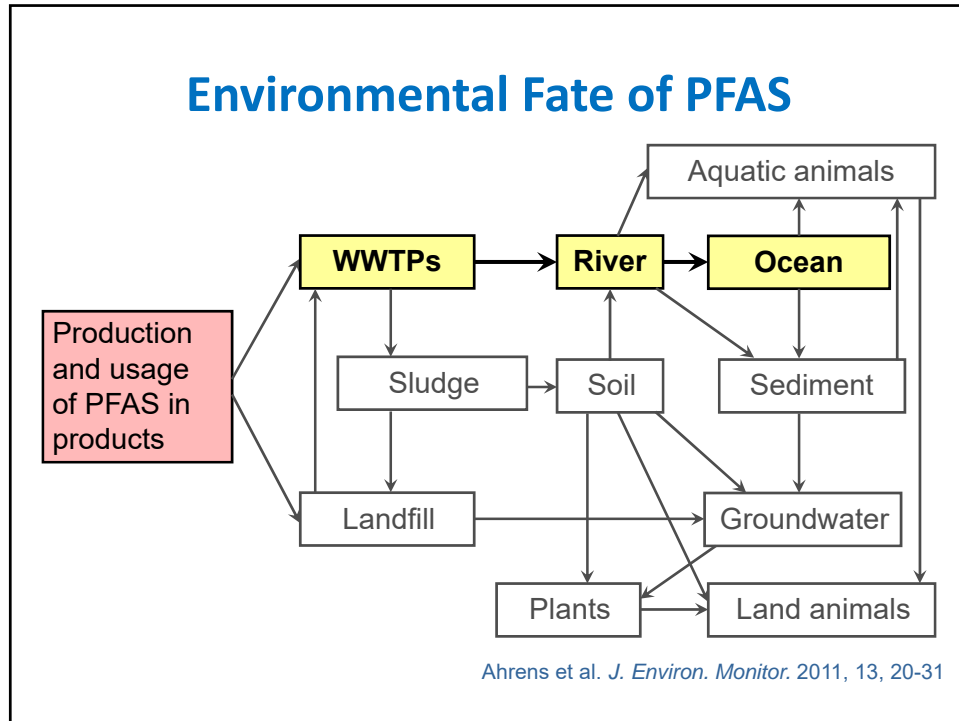 Environmental Fate of PFAS
Aquatic animals
WWTPs
River
Ocean
Production
and usage
of PFAS in
products
Sludge
Soil
Sediment
Landfill
Groundwater
Plants
Land animals
Ahrens et al. J. Environ. Monitor. 2011, 13, 20-31